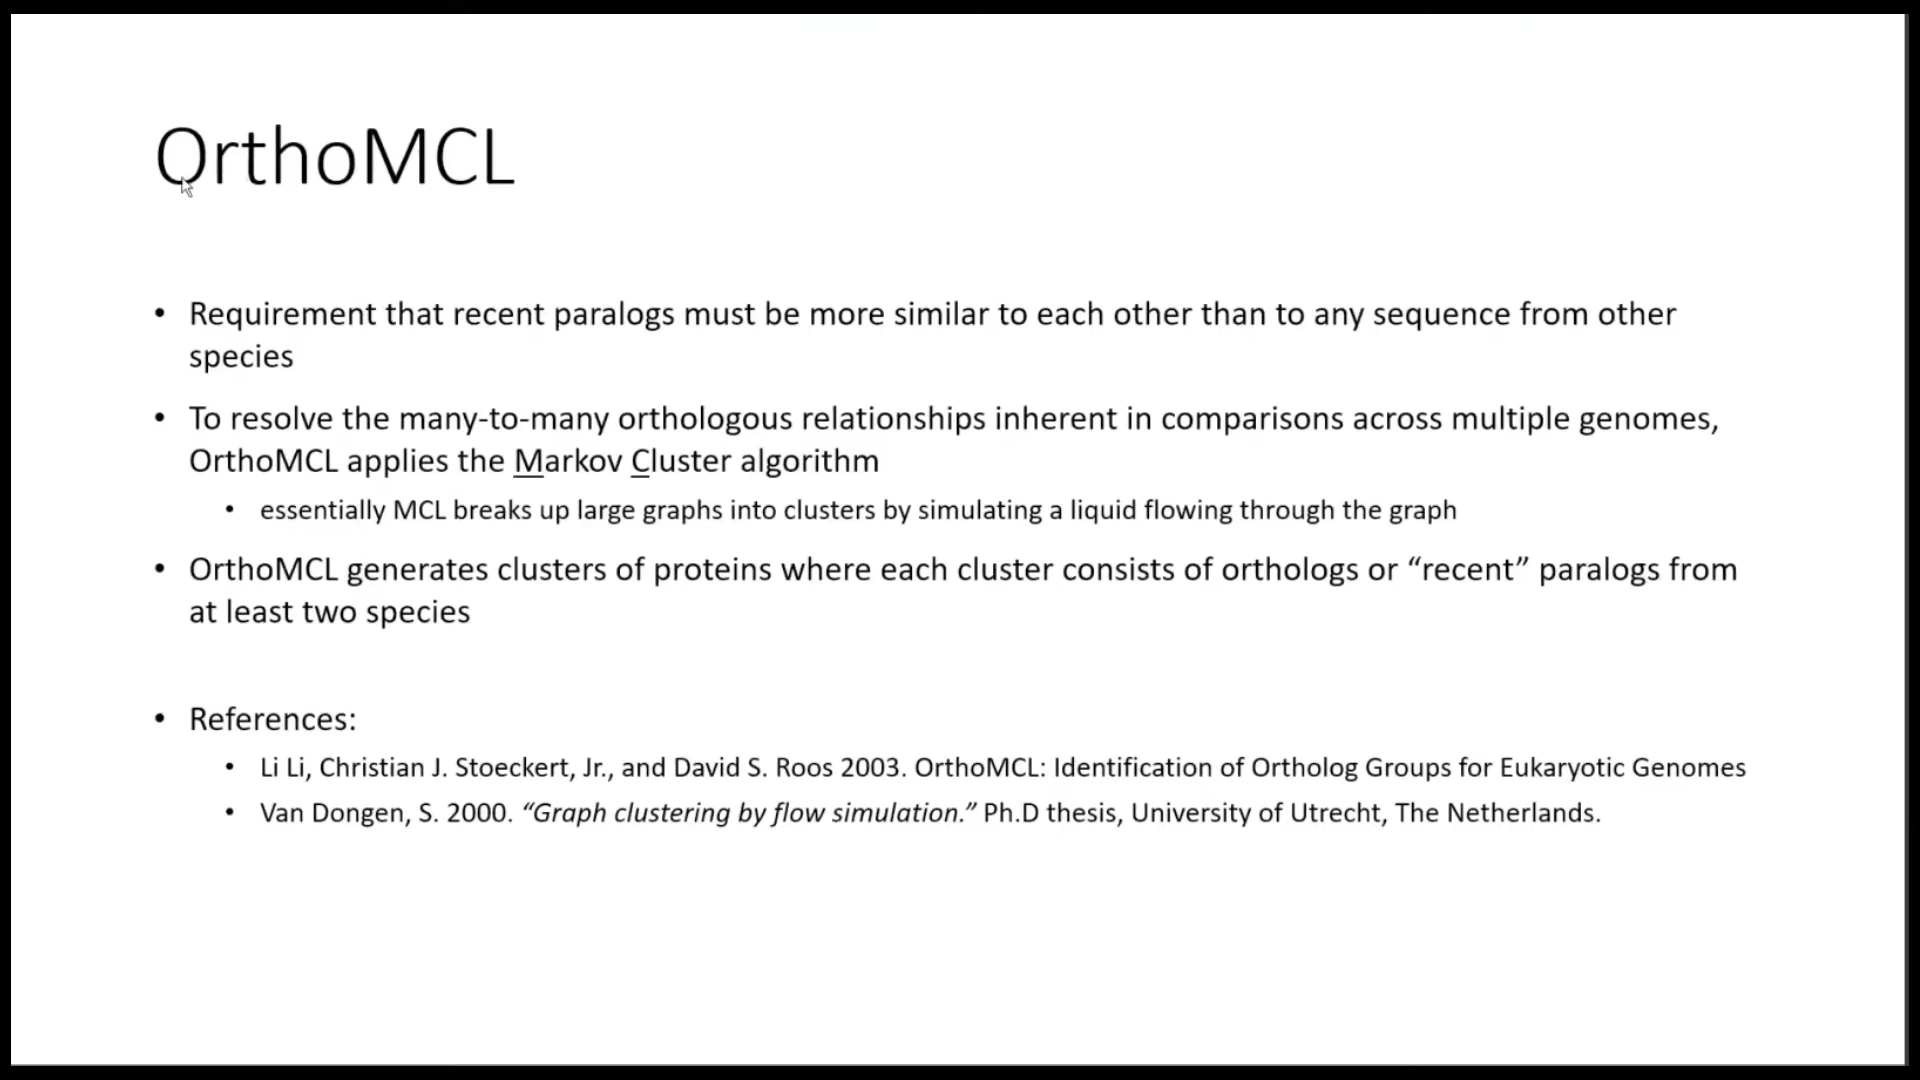 OrthoMCL
• Requirement that recent paralogs must be more similar to each other than to any sequence from other
species
• To resolve the many-to-many orthologous relationships inherent in comparisons across multiple genomes,
OrthoMCL applies the Markov Cluster algorithm
• essentially MCL breaks up large graphs into clusters by simulating a liquid flowing through the graph
• OrthoMCL generates clusters of proteins where each cluster consists of orthologs or “recent” paralogs from
at least two species
• References:
• Li Li, Christian J. Stoeckert, Jr., and David S. Roos 2003. OrthoMCL: Identification of Ortholog Groups for Eukaryotic Genomes
• Van Dongen, S. 2000. “Graph clustering by flow simulation.” Ph.D thesis, University of Utrecht, The Netherlands.